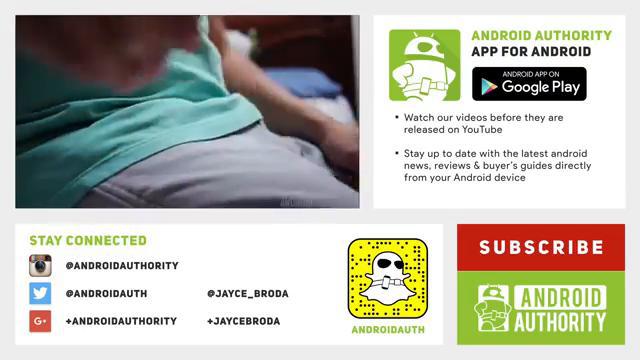 ANDROID AUTHORITY
APP FOR ANDROID
ANDROID APP ON
Google Play
Watch our videos before they are
released on YouTube
Stay up to date with the latest android
news, reviews & buyer's guides directly
from your Android device
STAY CONNECTED
@ANDROIDAUTHORITY
@ANDROIDAUTH @JAYCE_BRODA
+ANDROIDAUTHORITY +JAYCEBRODA
ANDROIDAUTH
SUBSCRIBE
ANDROID
AUTHORITY